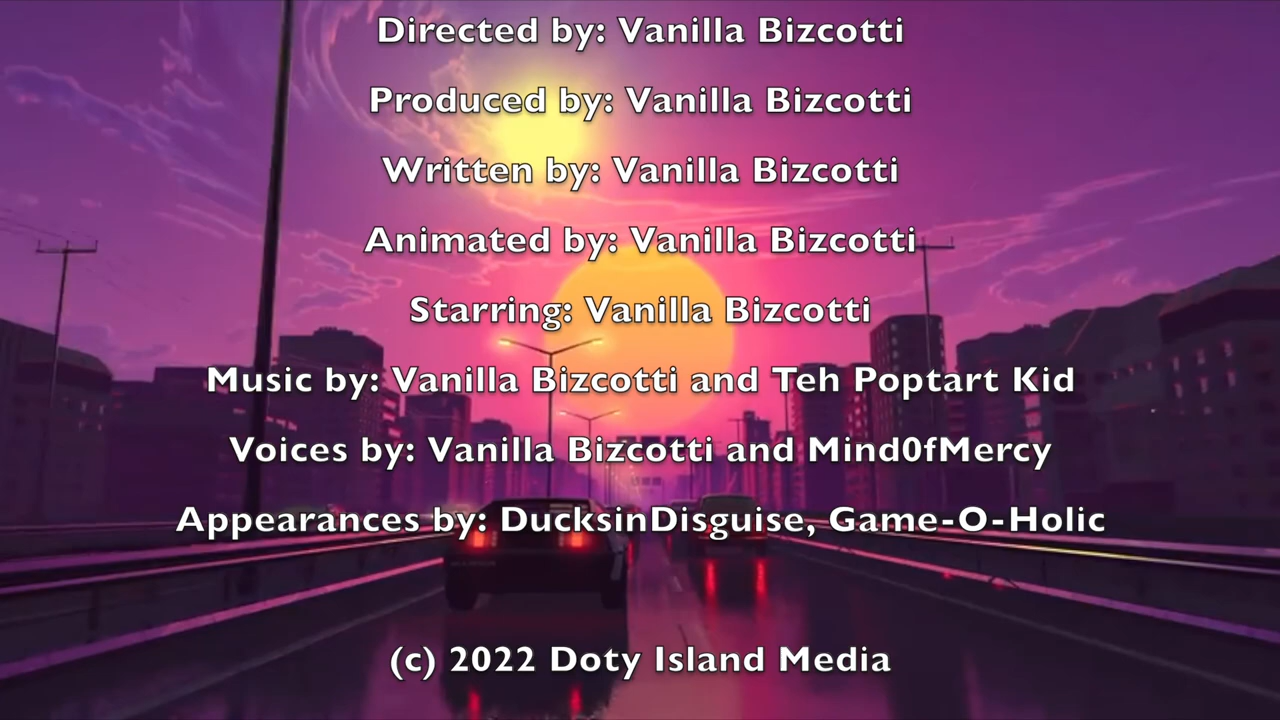 Directed by: Vanilla Bizcotti
Produced by: Vanilla Bizcotti
Written by: Vanilla Bizcotti
Animated by: Vanilla Bizcotti
Starring: Vanilla Bizcotti
Music by: Vanilla Bizcotti and Teh Poptart Kid
Voices by: Vanilla Bizcotti and Mind0fMercy
Appearances by: DucksinDisguise, Game-O-Holic
(c) 2022 Doty Island Media